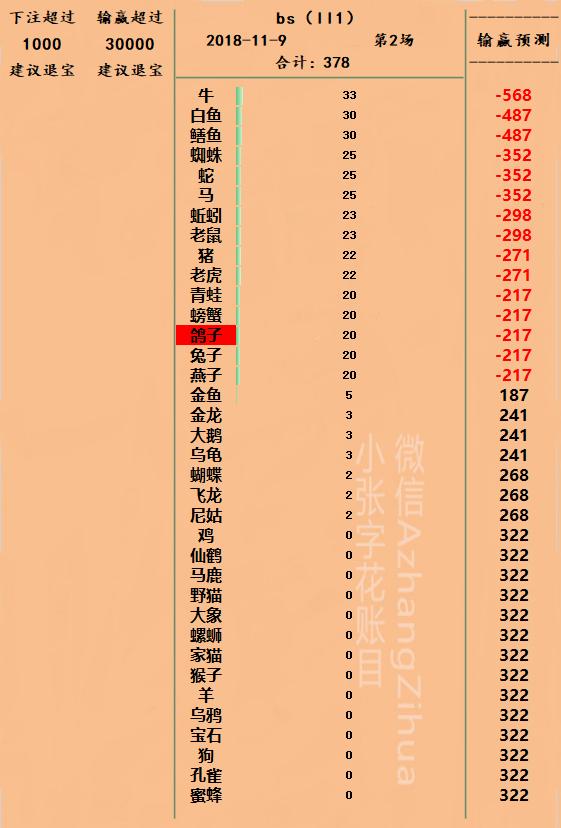 下注超过 输赢超过
1000 30000
建议退宝 建议退宝
bs（ll1）
2018-11-9 第2场
合计：378
-----------
输赢预测
-----------
牛 33 -568
白鱼 30 -487
鳝鱼 30 -487
蜘蛛 25 -352
蛇 25 -352
马 25 -352
蚯蚓 23 -298
老鼠 23 -298
猪 22 -271
老虎 22 -271
青蛙 20 -217
螃蟹 20 -217
鸽子 20 -217
兔子 20 -217
燕子 20 -217
金鱼 5 187
金龙 3 241
大鹅 3 241
乌龟 3 241
蝴蝶 2 268
飞龙 2 268
尼姑 2 268
鸡 0 322
仙鹤 0 322
马鹿 0 322
野猫 0 322
大象 0 322
螺蛳 0 322
家猫 0 322
猴子 0 322
羊 0 322
乌鸦 0 322
宝石 0 322
狗 0 322
孔雀 0 322
蜜蜂 0 322
微信AzhangZihua
小张字花账目